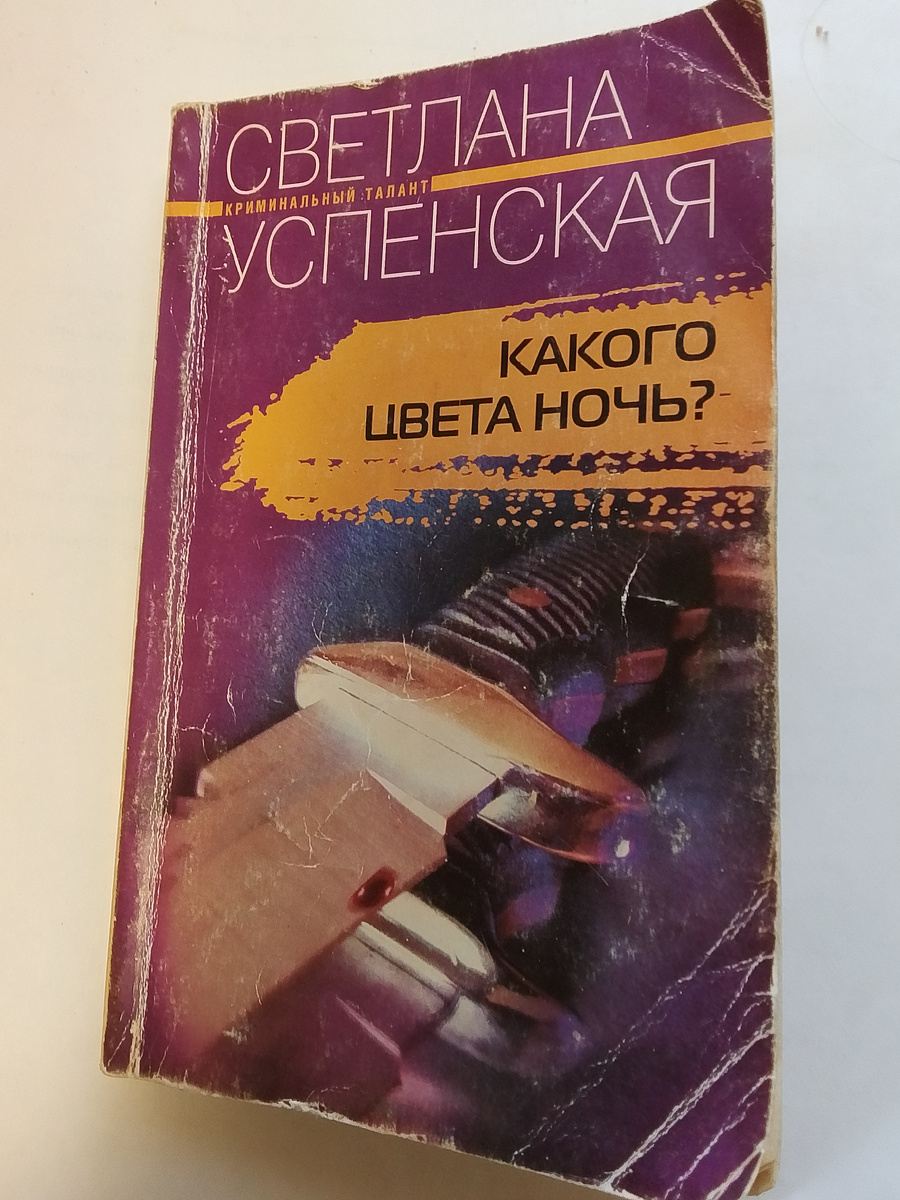 СВЕТЛАНА
КРИМИНАЛЬНЫЙ ТАЛАНТ
УСПЕНСКАЯ
КАКОГО
ЦВЕТА НОЧЬ?